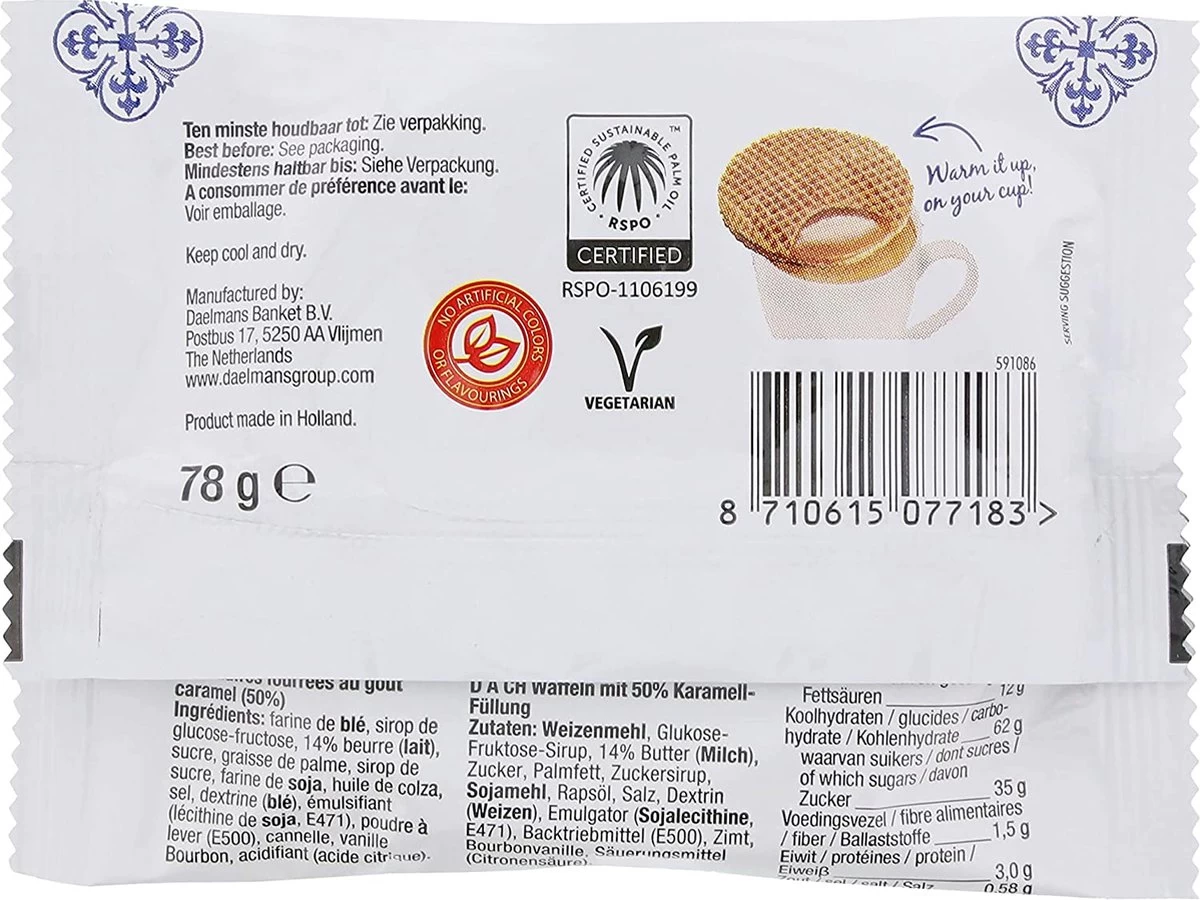 Ten minste houdbaar tot: Zie verpakking.
Best before: See packaging.
Mindestens haltbar bis: Siehe Verpackung.
A consommer de préférence avant le:
Voir emballage.
Keep cool and dry.
Manufactured by:
Daelmans Banket B.V.
Postbus 17, 5250 AA Vlijmen
The Netherlands
www.daelmansgroup.com
Product made in Holland.
78 g ℮
NO ARTIFICIAL COLORS
OR FLAVOURINGS
CERTIFIED SUSTAINABLE PALM OIL ™
RSPO
CERTIFIED
RSPO-1106199
VEGETARIAN
Warm it up,
on your cup!
SERVING SUGGESTION
591086
8 710615 077183 >
fourrées au goût
caramel (50%)
Ingrédients: farine de blé, sirop de
glucose-fructose, 14% beurre (lait),
sucre, graisse de palme, sirop de
sucre, farine de soja, huile de colza,
sel, dextrine (blé), émulsifiant
(lécithine de soja, E471), poudre à
lever (E500), cannelle, vanille
Bourbon, acidifiant (acide citrique).
D A CH Waffeln mit 50% Karamell-
Füllung
Zutaten: Weizenmehl, Glukose-
Fruktose-Sirup, 14% Butter (Milch),
Zucker, Palmfett, Zuckersirup,
Sojamehl, Rapsöl, Salz, Dextrin
(Weizen), Emulgator (Sojalecithine,
E471), Backtriebmittel (E500), Zimt,
Bourbonvanille, Säuerungsmittel
(Citronensäure).
Fettsäuren 12 g
Koolhydraten / glucides / carbo-
hydrate / Kohlenhydrate 62 g
waarvan suikers / dont sucres /
of which sugars / davon
Zucker 35 g
Voedingsvezel / fibre alimentaires
/ fiber / Ballaststoffe 1,5 g
Eiwit / protéines / protein /
Eiweiß 3,0 g
Zout / sel / salt / Salz 0,58 g